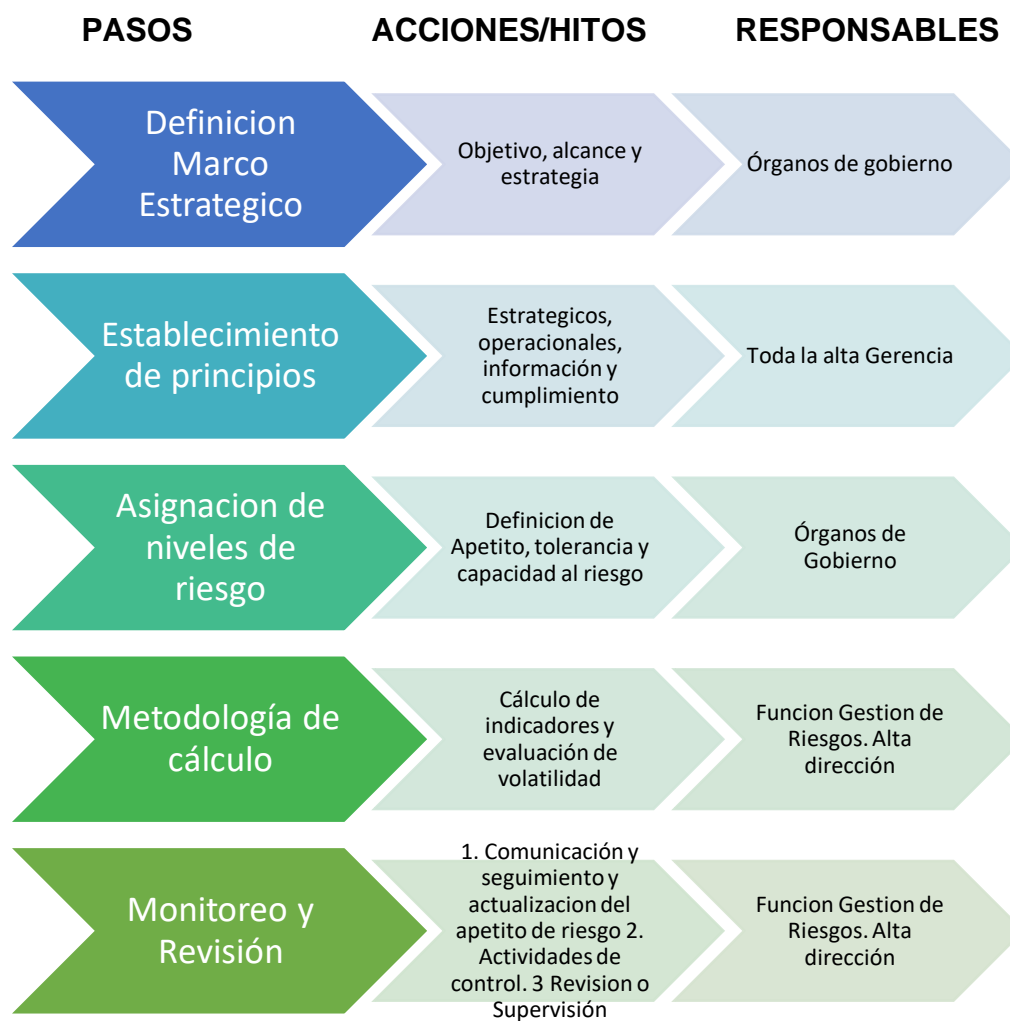 PASOS
ACCIONES/HITOS
RESPONSABLES
Definicion
Marco
Estrategico
Objetivo, alcance y
estrategia
Órganos de gobierno
Establecimiento
de principios
Estrategicos,
operacionales,
información y
cumplimiento
Toda la alta Gerencia
Asignacion de
niveles de
riesgo
Definicion de
Apetito, tolerancia y
capacidad al riesgo
Órganos de
Gobierno
Metodología de
cálculo
Cálculo de
indicadores y
evaluación de
volatilidad
Funcion Gestion de
Riesgos. Alta
dirección
Monitoreo y
Revisión
1. Comunicación y
seguimiento y
actualizacion del
apetito de riesgo 2.
Actividades de
control. 3 Revision o
Supervisión
Funcion Gestion de
Riesgos. Alta
dirección